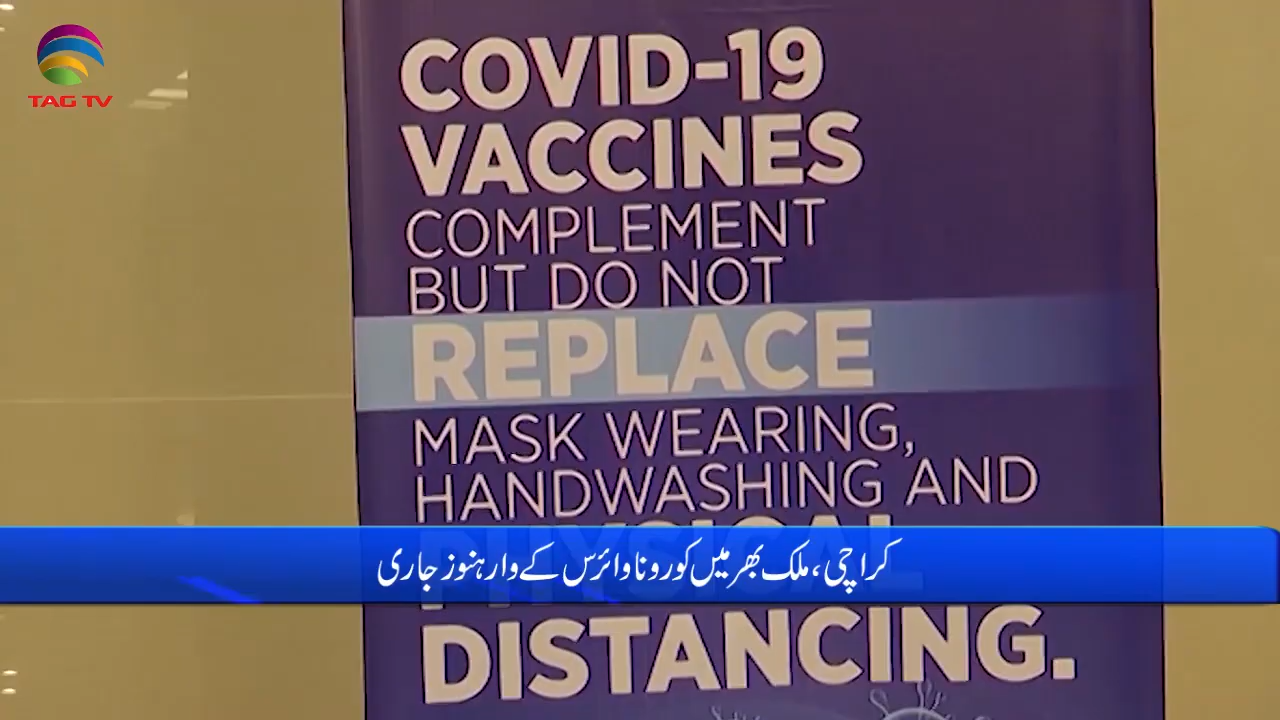 TAG TV
COVID-19
VACCINES
COMPLEMENT
BUT DO NOT
REPLACE
MASK WEARING,
HANDWASHING AND
PHYSICAL
کراچی، ملک بھر میں کورونا وائرس کے وار ہنوز جاری
DISTANCING.